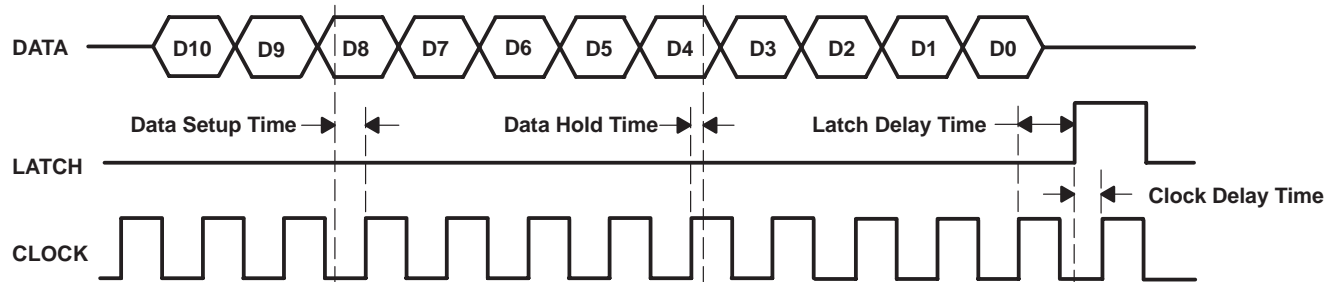 DATA
D10 D9 D8 D7 D6 D5 D4 D3 D2 D1 D0
Data Setup Time
Data Hold Time
Latch Delay Time
LATCH
Clock Delay Time
CLOCK